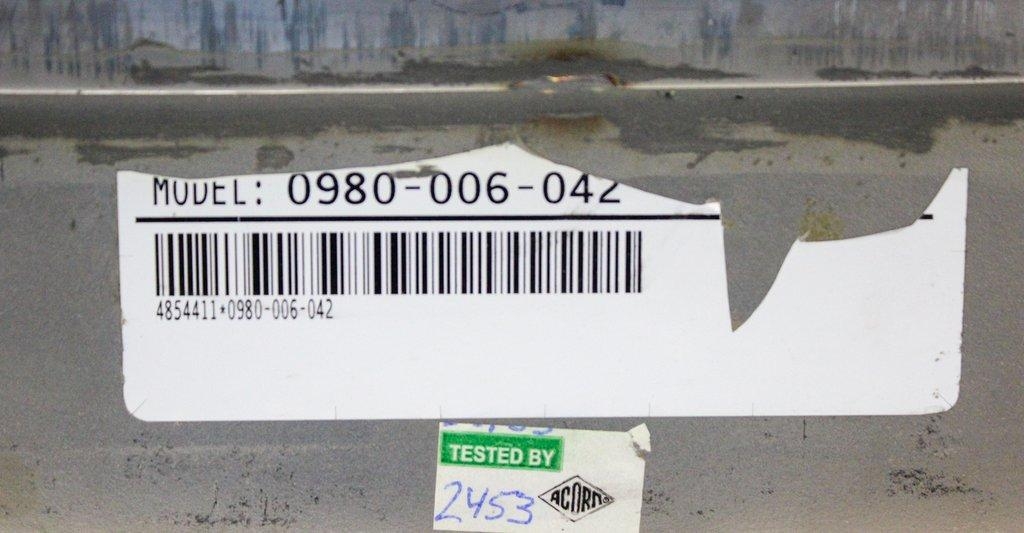 MODEL: 0980-006-042
4854411*0980-006-042
TESTED BY
2453
ACORN®